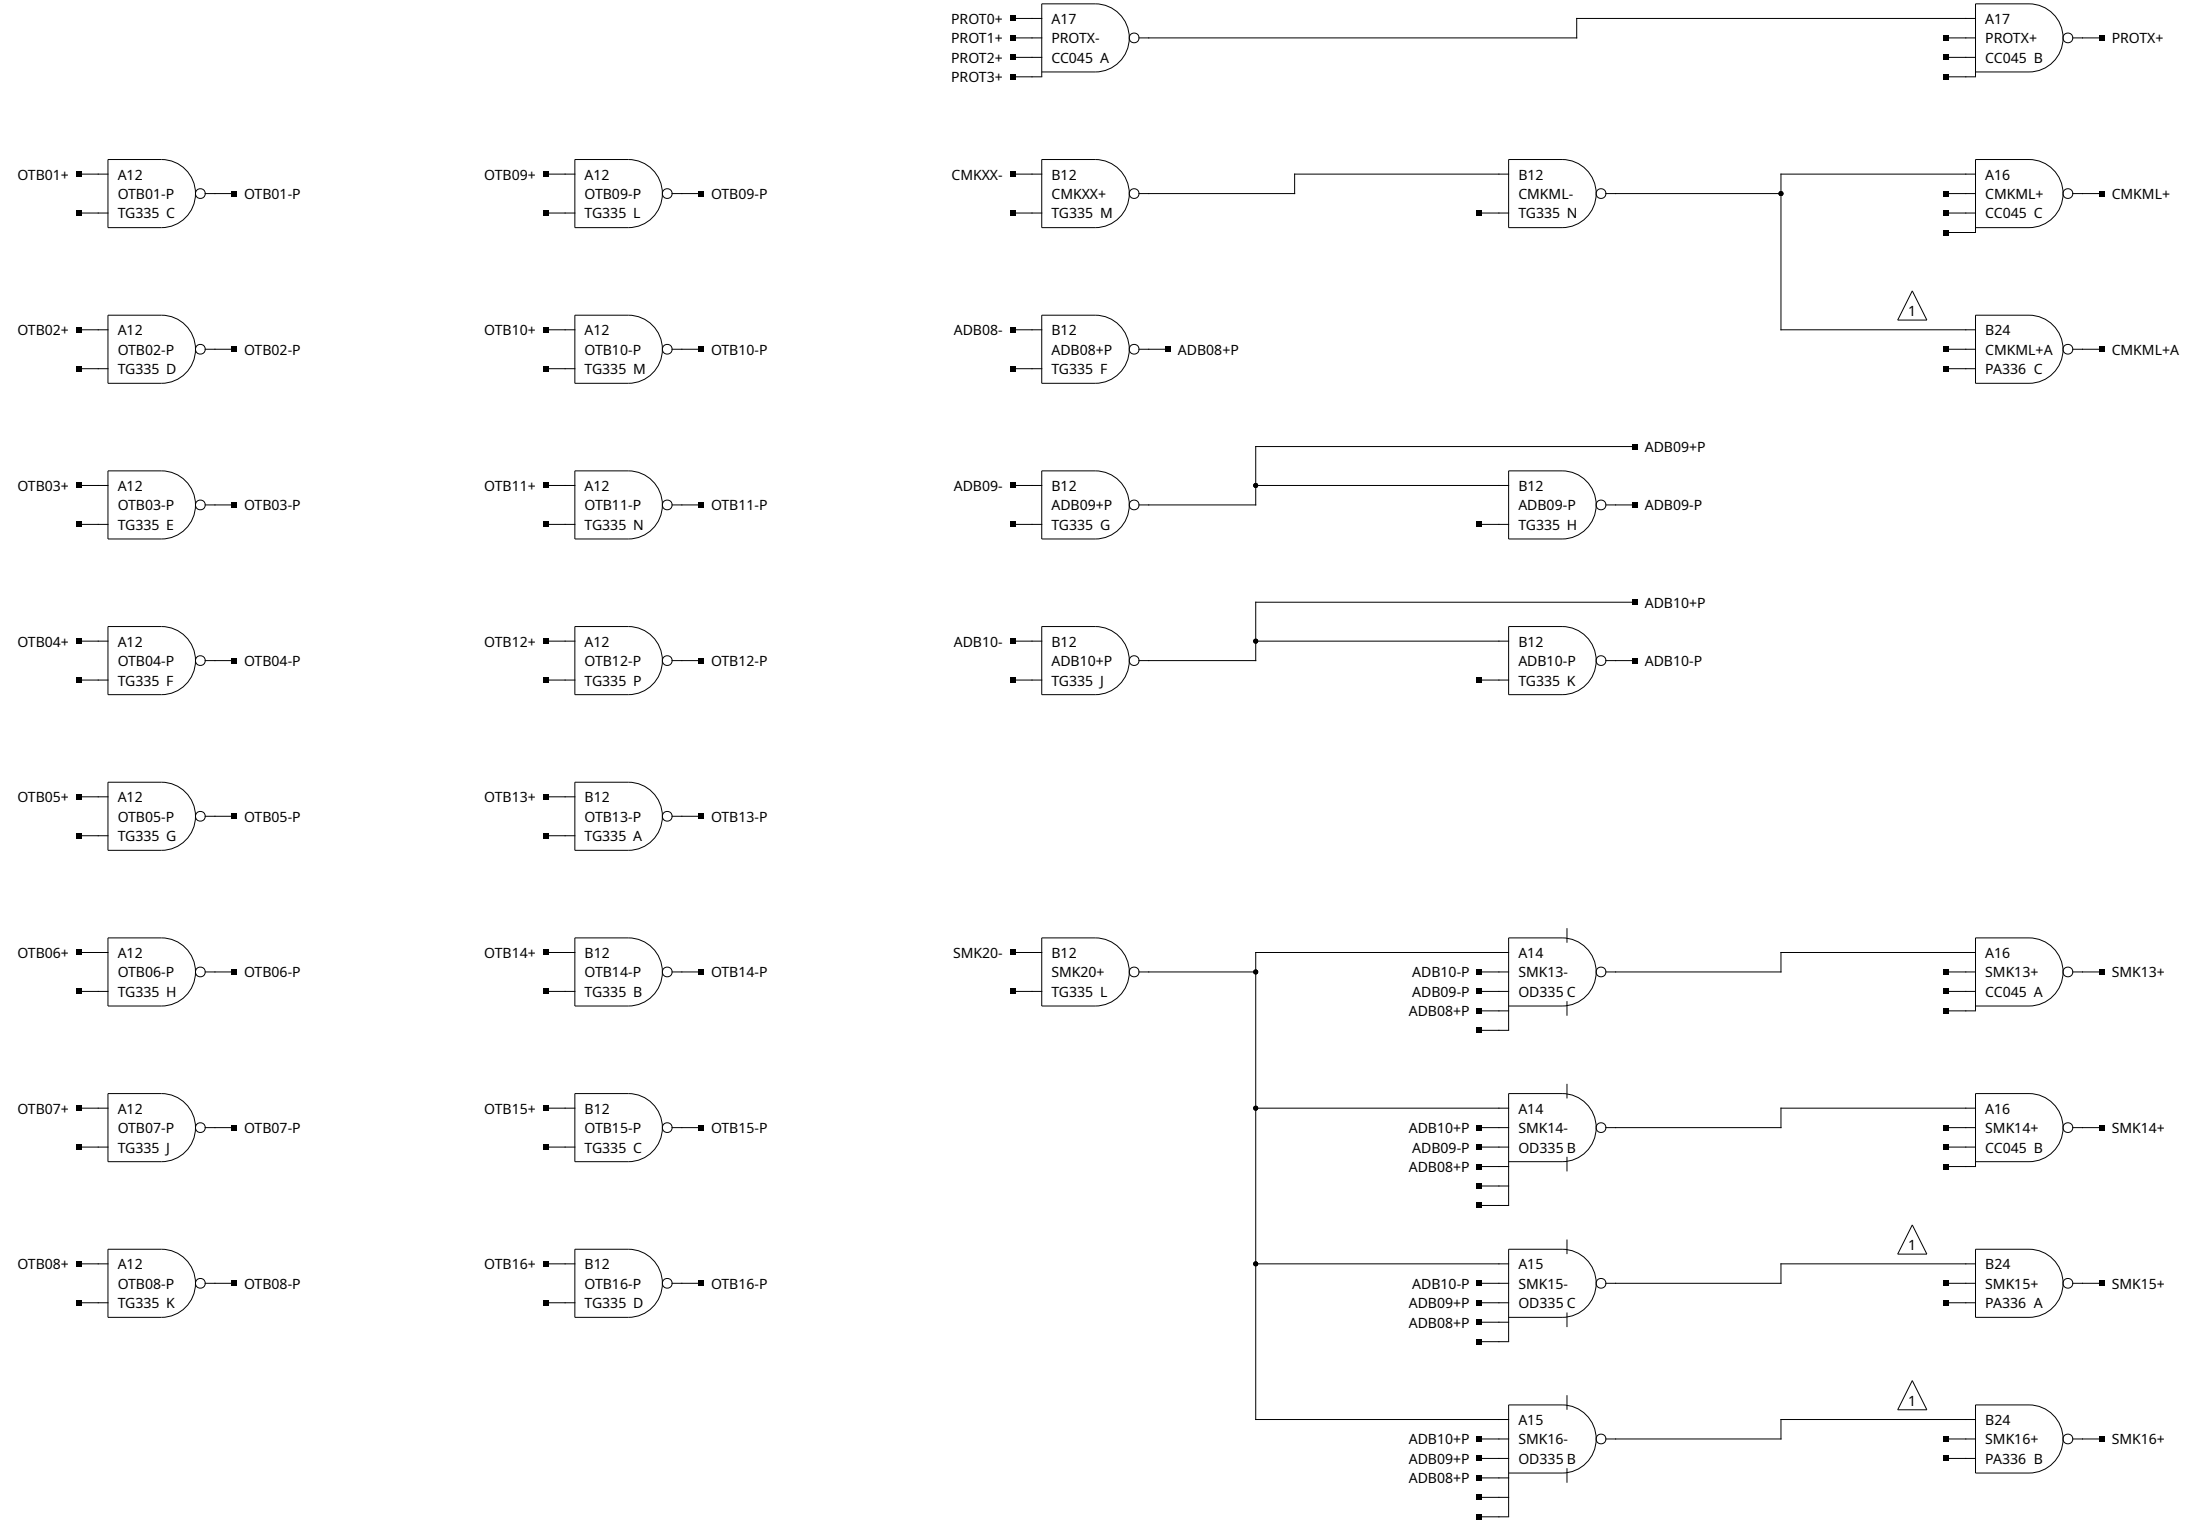 PROT0+
PROT1+
PROT2+
PROT3+
A17
PROTX-
CC045 A
A17
PROTX+
CC045 B
PROTX+
OTB01+
A12
OTB01-P
TG335 C
OTB01-P
OTB09+
A12
OTB09-P
TG335 L
OTB09-P
CMKXX-
B12
CMKXX+
TG335 M
B12
CMKML-
TG335 N
A16
CMKML+
CC045 C
CMKML+
OTB02+
A12
OTB02-P
TG335 D
OTB02-P
OTB10+
A12
OTB10-P
TG335 M
OTB10-P
ADB08-
B12
ADB08+P
TG335 F
ADB08+P
1
B24
CMKML+A
PA336 C
CMKML+A
OTB03+
A12
OTB03-P
TG335 E
OTB03-P
OTB11+
A12
OTB11-P
TG335 N
OTB11-P
ADB09-
B12
ADB09+P
TG335 G
ADB09+P
B12
ADB09-P
TG335 H
ADB09-P
OTB04+
A12
OTB04-P
TG335 F
OTB04-P
OTB12+
A12
OTB12-P
TG335 P
OTB12-P
ADB10-
B12
ADB10+P
TG335 J
ADB10+P
B12
ADB10-P
TG335 K
ADB10-P
OTB05+
A12
OTB05-P
TG335 G
OTB05-P
OTB13+
B12
OTB13-P
TG335 A
OTB13-P
OTB06+
A12
OTB06-P
TG335 H
OTB06-P
OTB14+
B12
OTB14-P
TG335 B
OTB14-P
SMK20-
B12
SMK20+
TG335 L
ADB10-P
ADB09-P
ADB08+P
A14
SMK13-
OD335 C
A16
SMK13+
CC045 A
SMK13+
OTB07+
A12
OTB07-P
TG335 J
OTB07-P
OTB15+
B12
OTB15-P
TG335 C
OTB15-P
ADB10+P
ADB09-P
ADB08+P
A14
SMK14-
OD335 B
A16
SMK14+
CC045 B
SMK14+
OTB08+
A12
OTB08-P
TG335 K
OTB08-P
OTB16+
B12
OTB16-P
TG335 D
OTB16-P
ADB10-P
ADB09+P
ADB08+P
A15
SMK15-
OD335 C
1
B24
SMK15+
PA336 A
SMK15+
ADB10+P
ADB09+P
ADB08+P
A15
SMK16-
OD335 B
1
B24
SMK16+
PA336 B
SMK16+